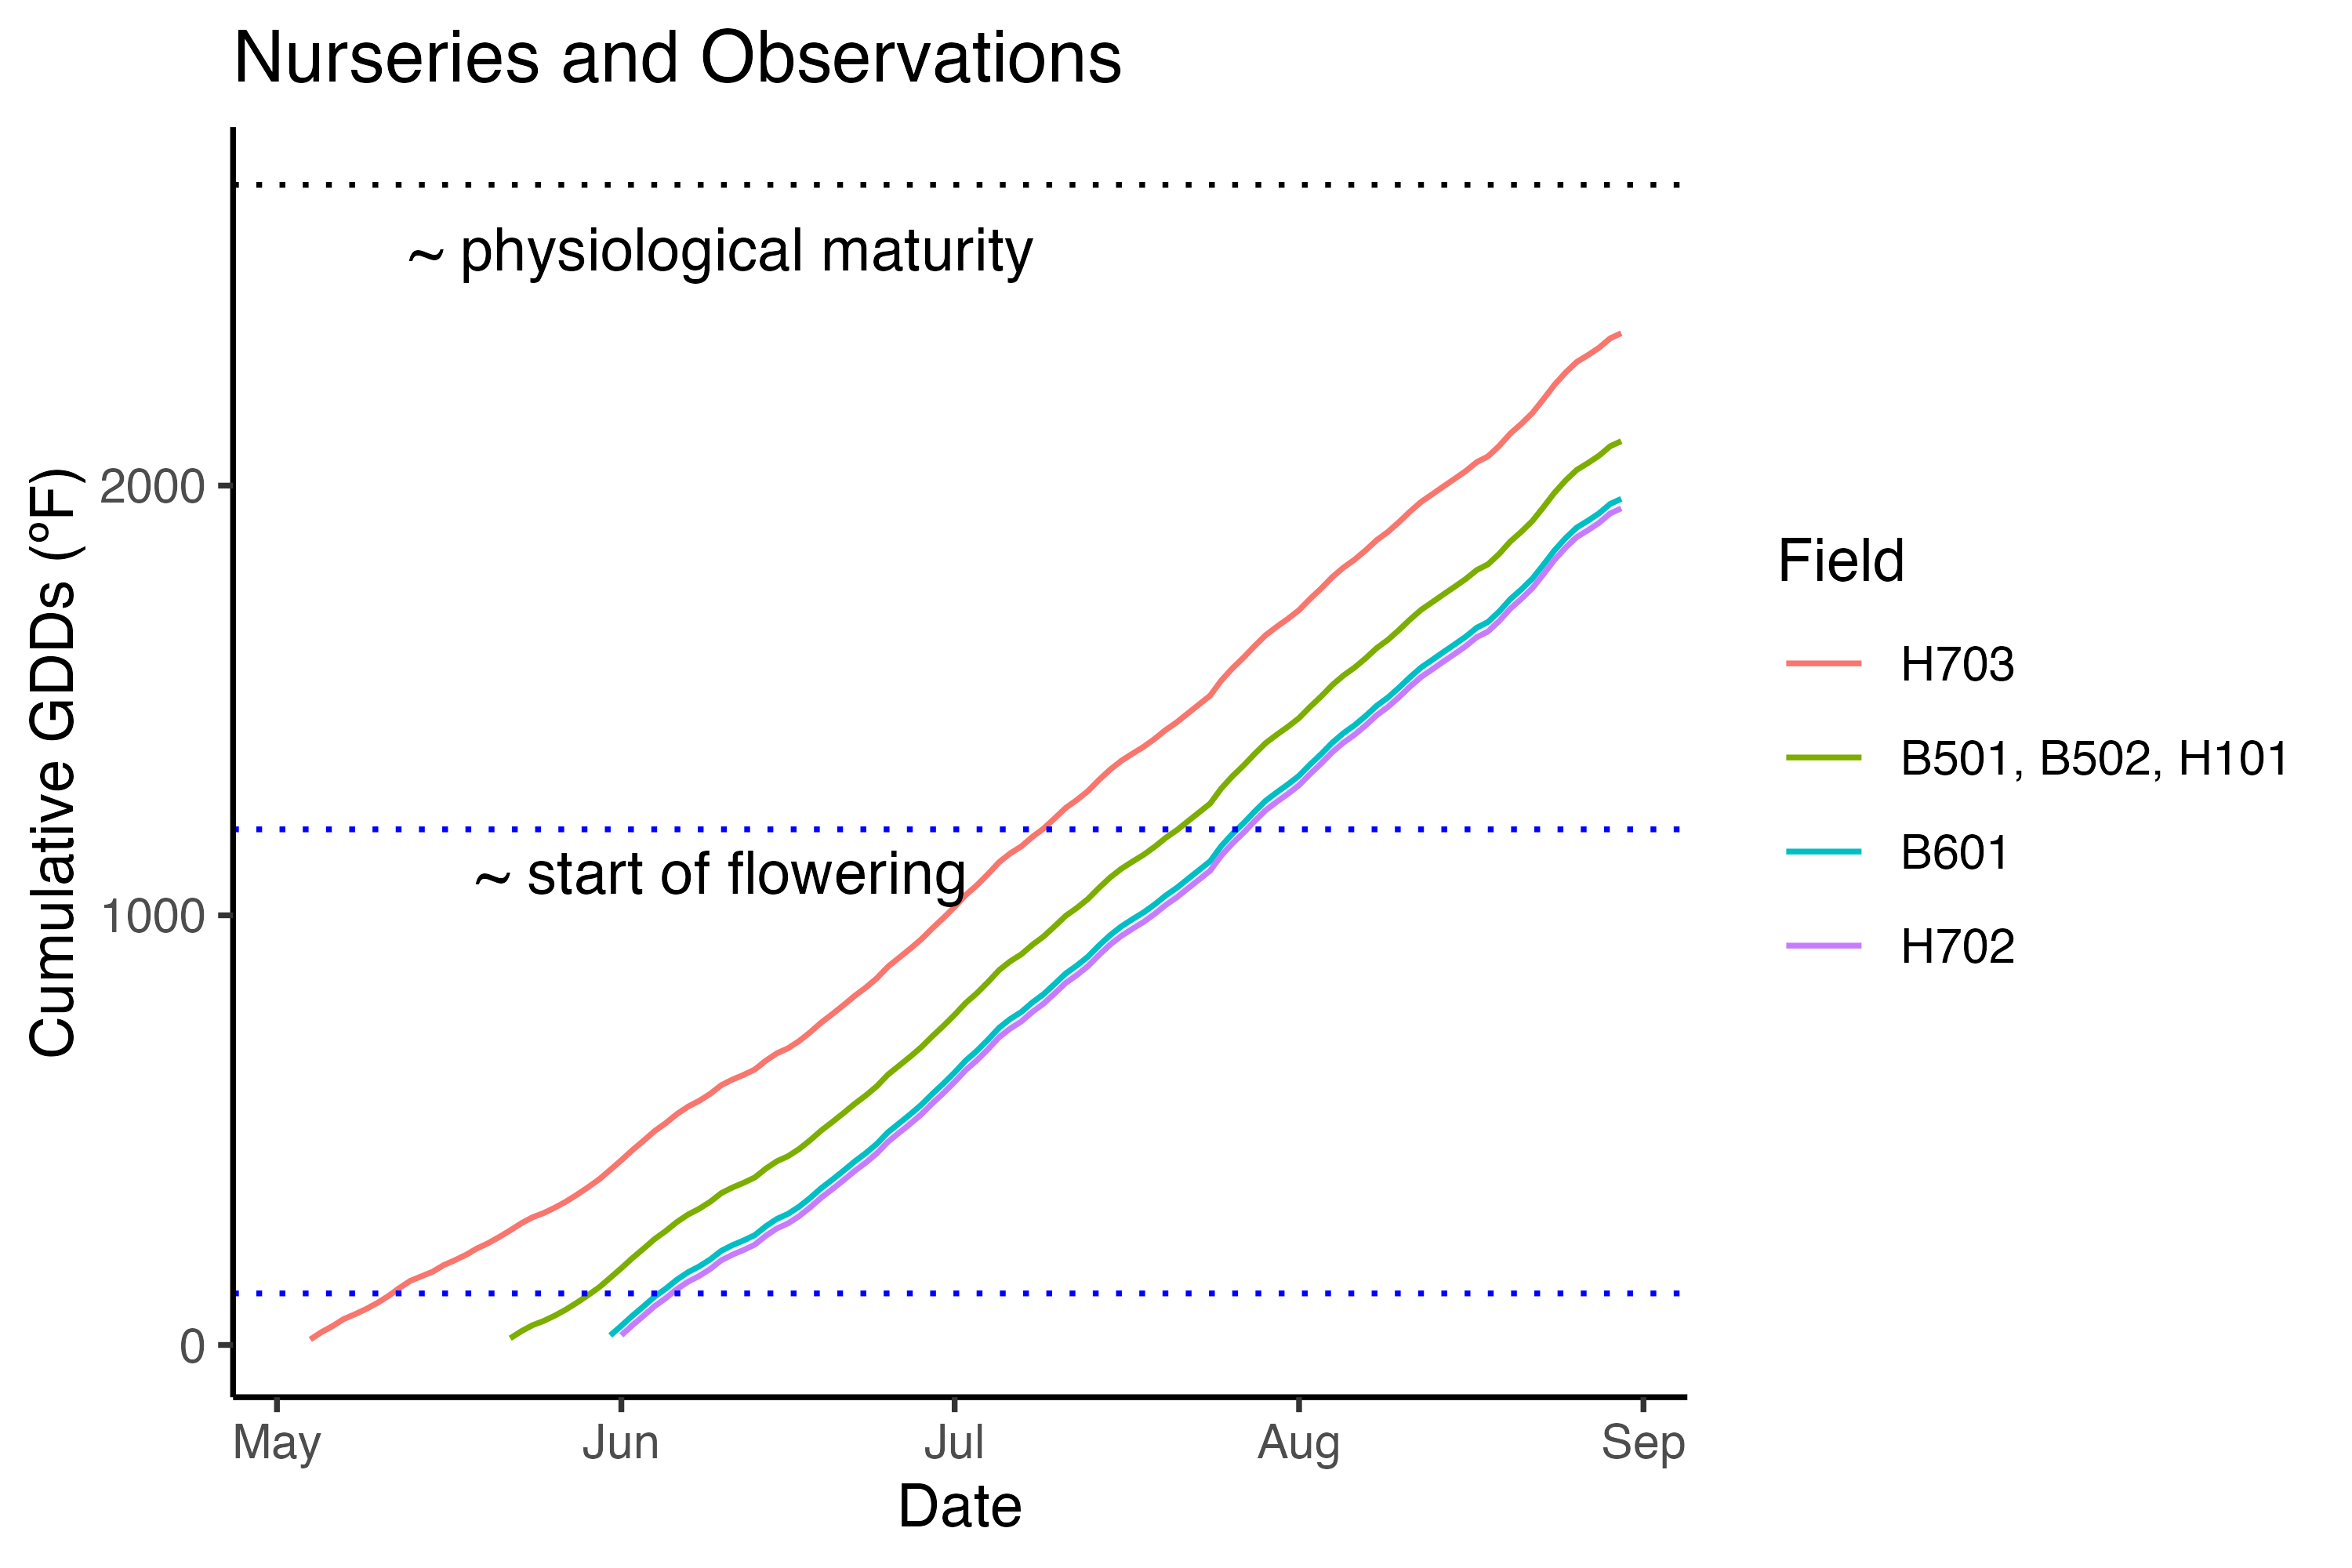 Nurseries and Observations
~ physiological maturity
~ start of flowering
Cumulative GDDs (°F)
2000
1000
0
May Jun Jul Aug Sep
Date
Field
H703
B501, B502, H101
B601
H702